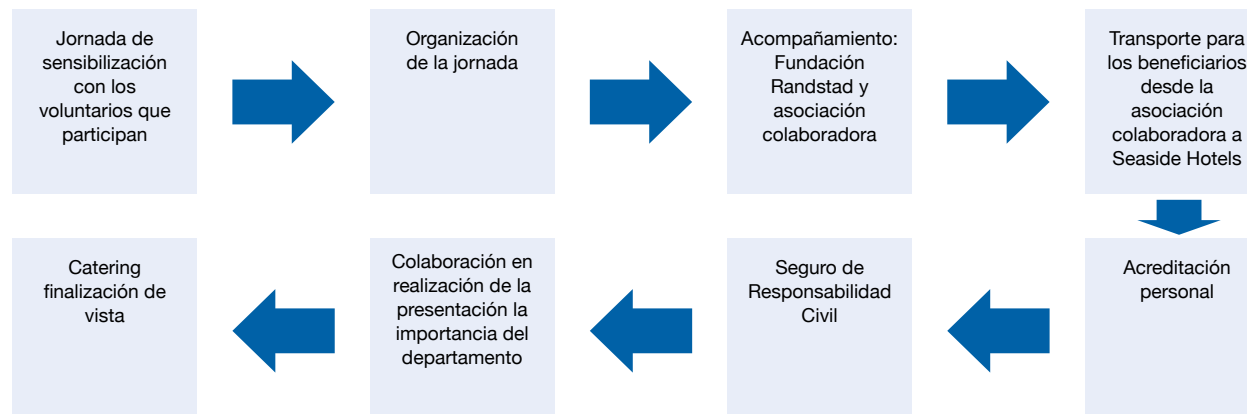 Jornada de
sensibilización
con los
voluntarios que
participan
Organización
de la jornada
Acompañamiento:
Fundación
Randstad y
asociación
colaboradora
Transporte para
los beneficiarios
desde la
asociación
colaboradora a
Seaside Hotels
Acreditación
personal
Seguro de
Responsabilidad
Civil
Colaboración en
realización de la
presentación la
importancia del
departamento
Catering
finalización de
vista